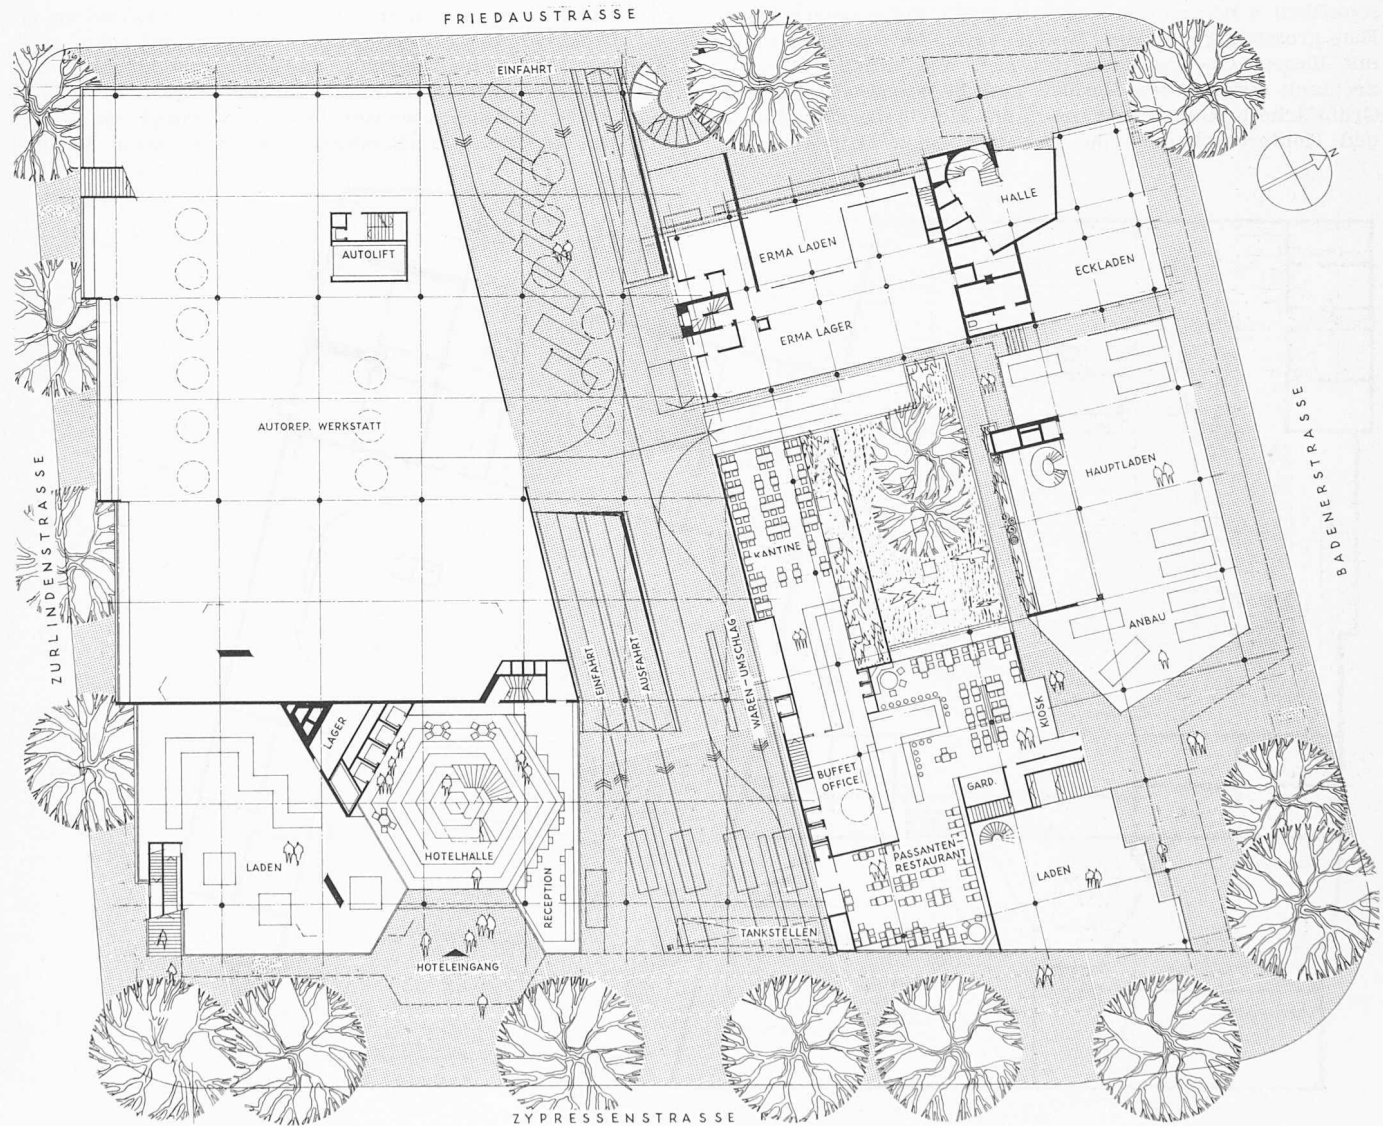 FRIEDAUSTRASSE
EINFAHRT
N
HALLE
AUTOLIFT
ERMA LADEN
ECKLADEN
ERMA LAGER
AUTOREP. WERKSTATT
HAUPTLADEN
ZURLINDENSTRASSE
BADENERSTRASSE
KANTINE
ANBAU
EINFAHRT
AUSFAHRT
WAREN-UMSCHLAG
KIOSK
LAGER
BUFFET
OFFICE
GARD.
HOTELHALLE
LADEN
PASSANTEN-
RESTAURANT
LADEN
RECEPTION
TANKSTELLEN
HOTELEINGANG
ZYPRESSENSTRASSE